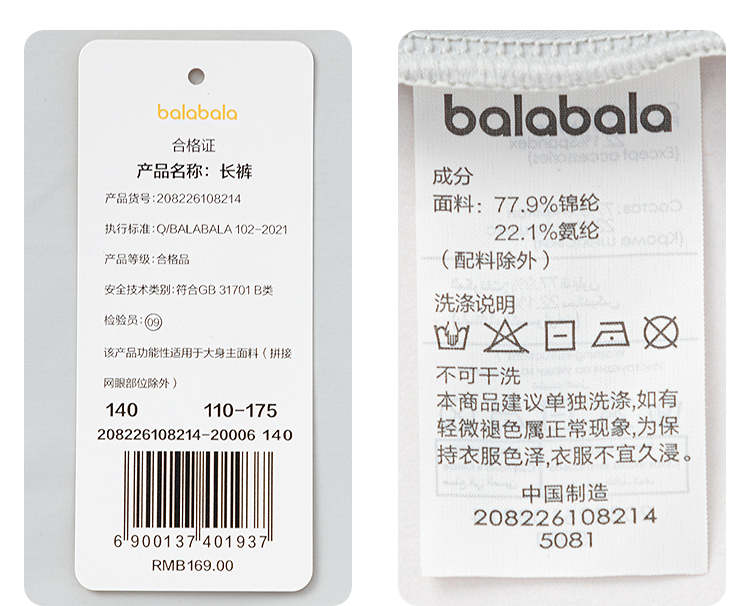 balabala
合格证
产品名称：长裤
产品货号：208226108214
执行标准：Q/BALABALA 102-2021
产品等级：合格品
安全技术类别：符合GB 31701 B类
检验员：09
该产品功能性适用于大身主面料（拼接
网眼部位除外）
140 110-175
208226108214-20006 140
6 900137 401937
RMB169.00
balabala
成分
面料：77.9%锦纶
22.1%氨纶
（配料除外）
洗涤说明
不可干洗
本商品建议单独洗涤,如有
轻微褪色属正常现象,为保
持衣服色泽,衣服不宜久浸。
中国制造
208226108214
5081